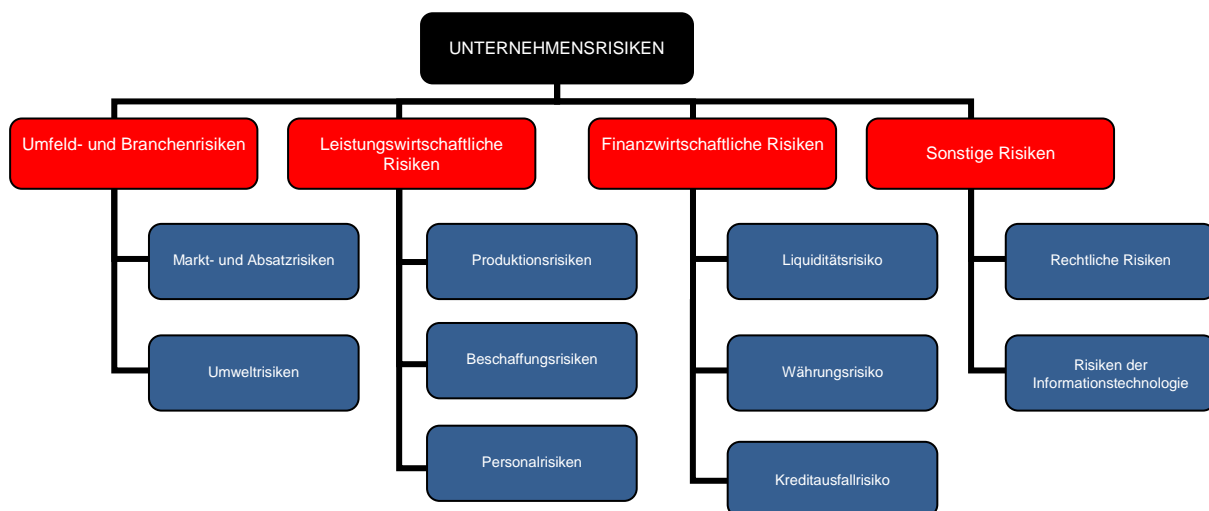 UNTERNEHMENSRISIKEN
Umfeld- und Branchenrisiken
Leistungswirtschaftliche
Risiken
Finanzwirtschaftliche Risiken
Sonstige Risiken
Markt- und Absatzrisiken
Umweltrisiken
Produktionsrisiken
Beschaffungsrisiken
Personalrisiken
Liquiditätsrisiko
Währungsrisiko
Kreditausfallrisiko
Rechtliche Risiken
Risiken der
Informationstechnologie